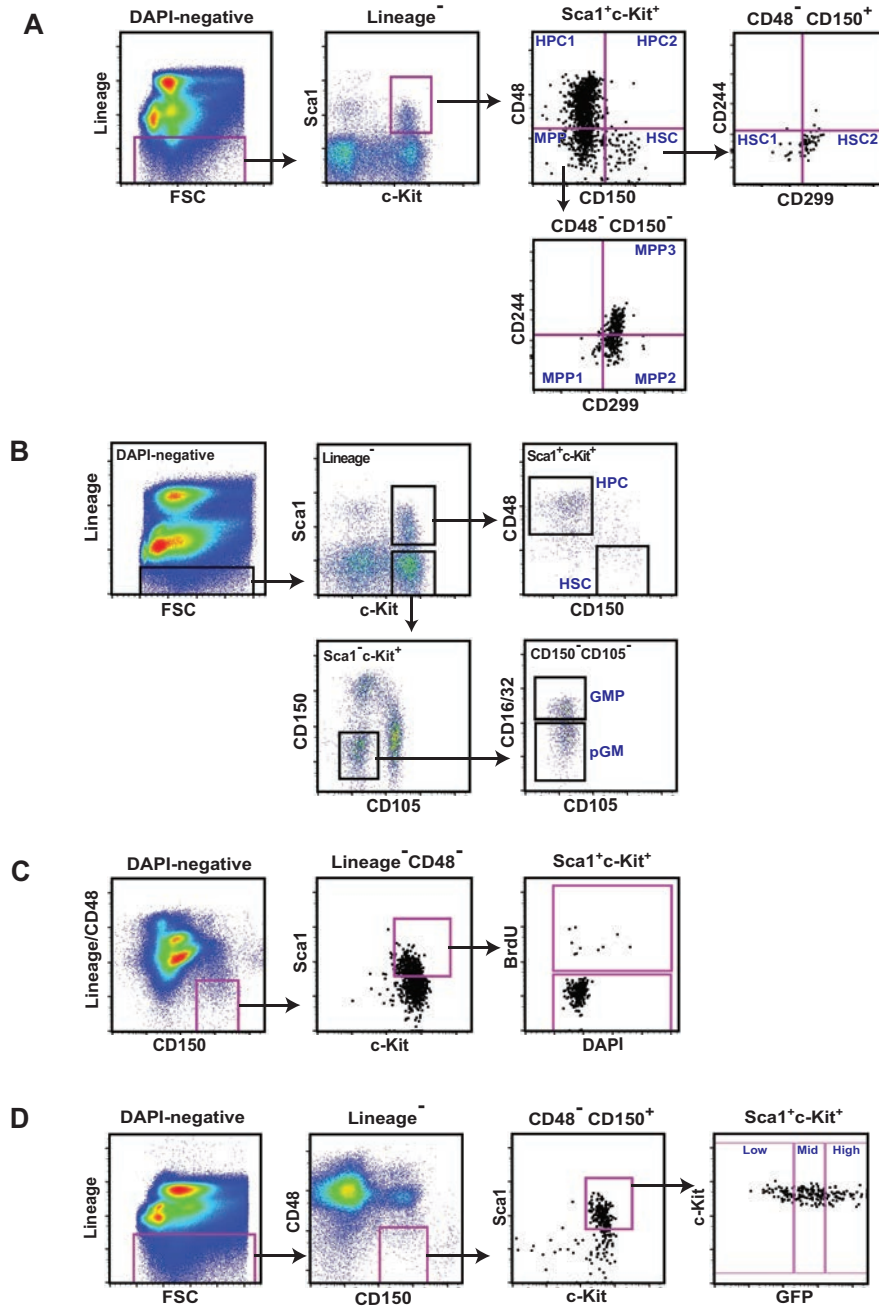 A
DAPI-negative
Lineage
FSC
Lineage-
Sca1
c-Kit
Sca1+c-Kit+
HPC1
HPC2
CD48
MPP
HSC
CD150
CD48- CD150+
CD244
HSC1
HSC2
CD299
CD48- CD150-
MPP3
CD244
MPP1
MPP2
CD299
B
DAPI-negative
Lineage
FSC
Lineage-
Sca1
c-Kit
Sca1+c-Kit+
HPC
CD48
HSC
CD150
Sca1-c-Kit+
CD150
CD105
CD150-CD105-
CD16/32
GMP
pGM
CD105
C
DAPI-negative
Lineage/CD48
CD150
Lineage-CD48-
Sca1
c-Kit
Sca1+c-Kit+
BrdU
DAPI
D
DAPI-negative
Lineage
FSC
Lineage-
CD48
CD150
CD48- CD150+
Sca1
c-Kit
Sca1+c-Kit+
Low
Mid
High
c-Kit
GFP